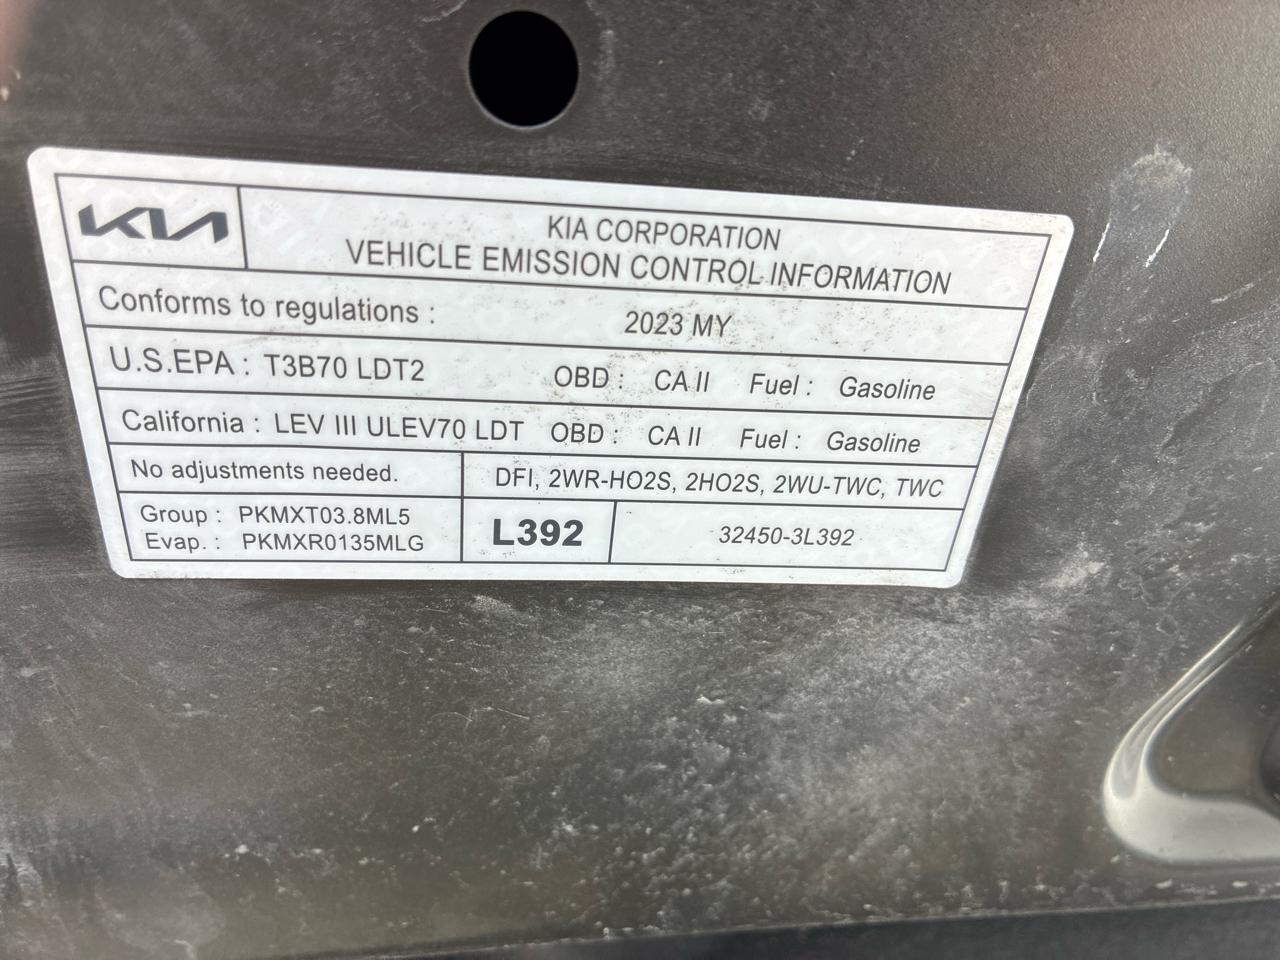 KIA
KIA CORPORATION
VEHICLE EMISSION CONTROL INFORMATION
Conforms to regulations : 2023 MY
U.S.EPA : T3B70 LDT2 OBD : CA II Fuel : Gasoline
California : LEV III ULEV70 LDT OBD : CA II Fuel : Gasoline
No adjustments needed. DFI, 2WR-HO2S, 2HO2S, 2WU-TWC, TWC
Group : PKMXT03.8ML5
Evap. : PKMXR0135MLG
L392
32450-3L392